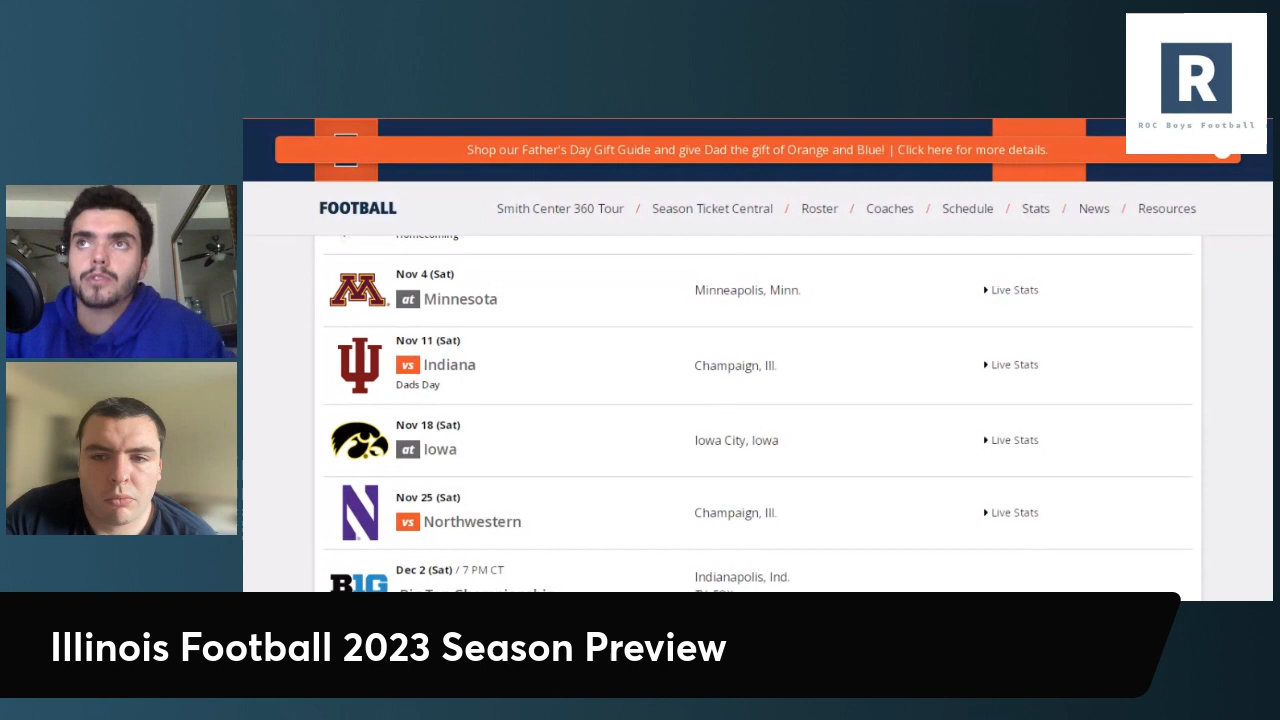 R
ROC Boys Football
Shop our Father's Day Gift Guide and give Dad the gift of Orange and Blue! | Click here for more details.
FOOTBALL
Smith Center 360 Tour / Season Ticket Central / Roster / Coaches / Schedule / Stats / News / Resources
Homecoming
Nov 4 (Sat)
M at Minnesota Minneapolis, Minn. Live Stats
Nov 11 (Sat)
vs Indiana Champaign, Ill. Live Stats
Dads Day
Nov 18 (Sat)
at Iowa Iowa City, Iowa Live Stats
Nov 25 (Sat)
N vs Northwestern Champaign, Ill. Live Stats
Dec 2 (Sat) / 7 PM CT
B1G Indianapolis, Ind.
Illinois Football 2023 Season Preview